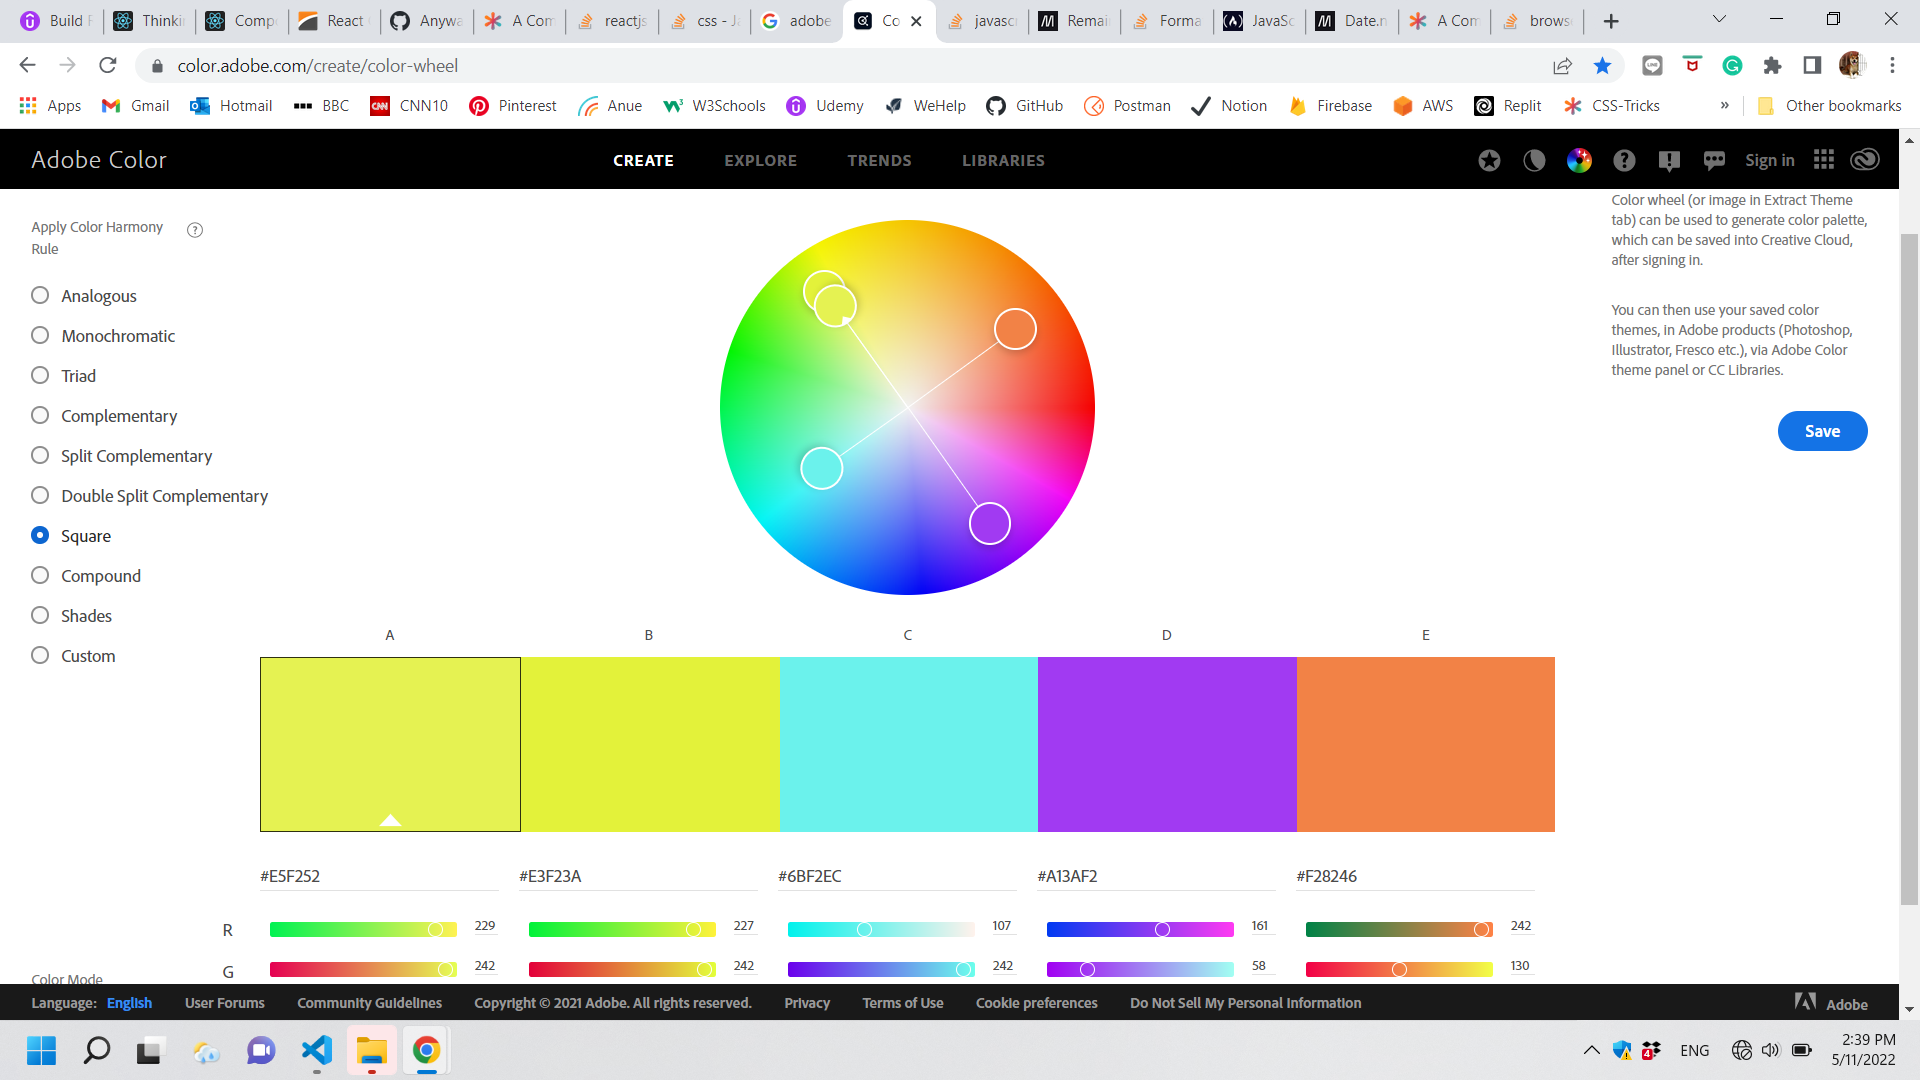 Build F
Thinkin
Compo
React
Anywa
A Com
reactjs
css - Ja
adobe
Co
javascr
Remai
Forma
JavaSc
Date.n
A Com
browse
color.adobe.com/create/color-wheel
Apps
Gmail
Hotmail
BBC
CNN10
Pinterest
Anue
W3Schools
Udemy
WeHelp
GitHub
Postman
Notion
Firebase
AWS
Replit
CSS-Tricks
»
Other bookmarks
Adobe Color
CREATE
EXPLORE
TRENDS
LIBRARIES
Sign in
Apply Color Harmony
Rule
Analogous
Monochromatic
Triad
Complementary
Split Complementary
Double Split Complementary
Square
Compound
Shades
Custom
Color wheel (or image in Extract Theme
tab) can be used to generate color palette,
which can be saved into Creative Cloud,
after signing in.
You can then use your saved color
themes, in Adobe products (Photoshop,
Illustrator, Fresco etc.), via Adobe Color
theme panel or CC Libraries.
Save
A B C D E
#E5F252 #E3F23A #6BF2EC #A13AF2 #F28246
R 229 227 107 161 242
G 242 242 242 58 130
Color Mode
Language: English
User Forums
Community Guidelines
Copyright © 2021 Adobe. All rights reserved.
Privacy
Terms of Use
Cookie preferences
Do Not Sell My Personal Information
Adobe
4
ENG
2:39 PM
5/11/2022